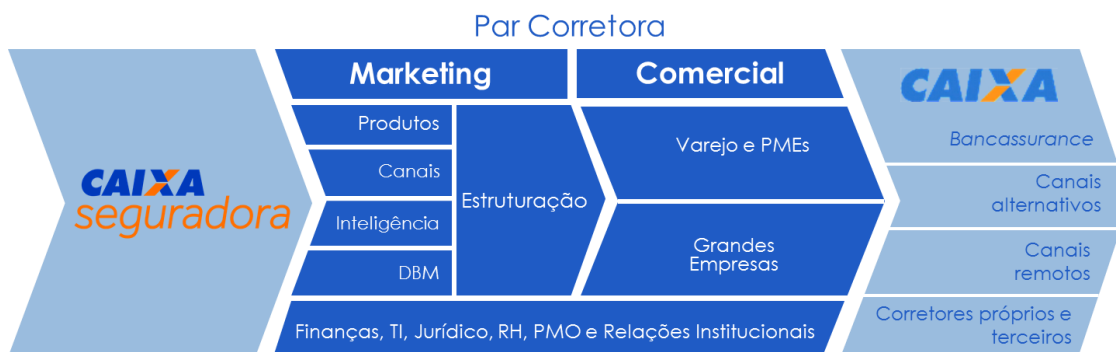 Par Corretora
CAIXA
seguradora
Marketing
Produtos
Canais
Inteligência
DBM
Estruturação
Comercial
Varejo e PMEs
Grandes
Empresas
Finanças, TI, Jurídico, RH, PMO e Relações Institucionais
CAIXA
Bancassurance
Canais
alternativos
Canais
remotos
Corretores próprios e
terceiros